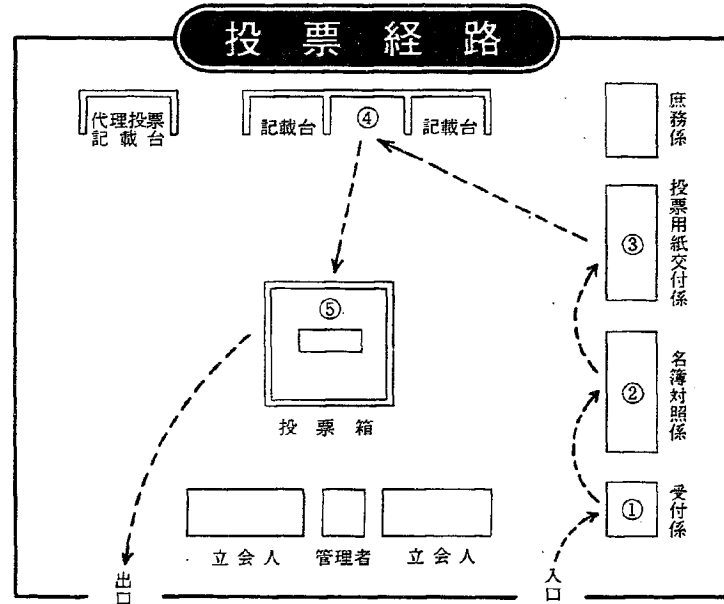 投票経路
代理投票
記載台
記載台
④
記載台
庶務係
③
投票用紙交付係
⑤
投票箱
②
名簿対照係
①
受付係
立会人
管理者
立会人
出口
入口